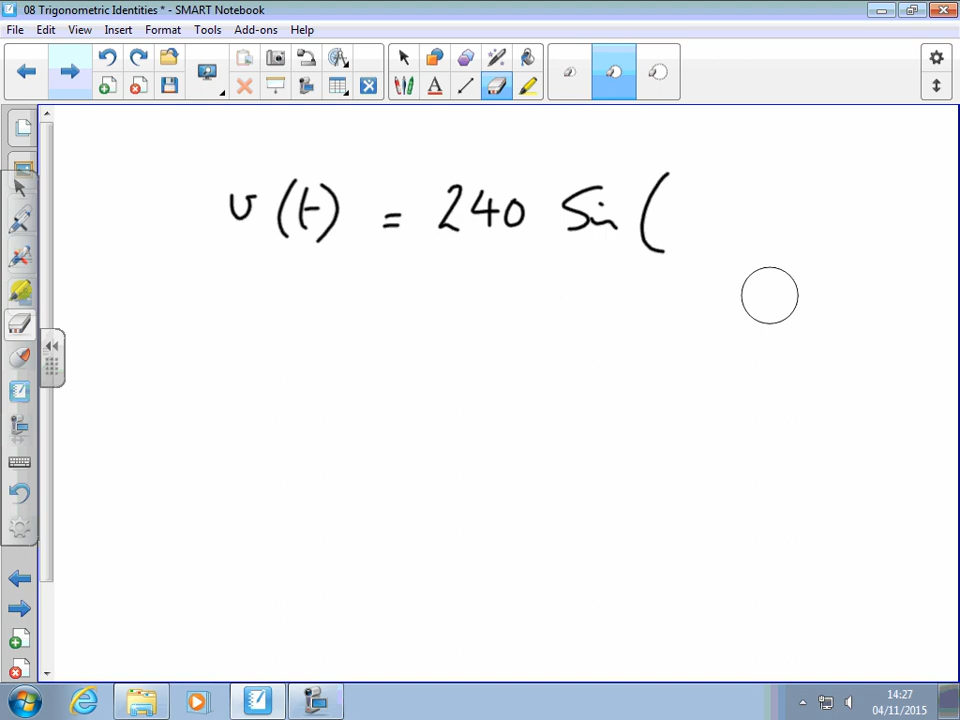 08 Trigonometric Identities * - SMART Notebook
File Edit View Insert Format Tools Add-ons Help
v(t) = 240 Sin (
14:27
04/11/2015